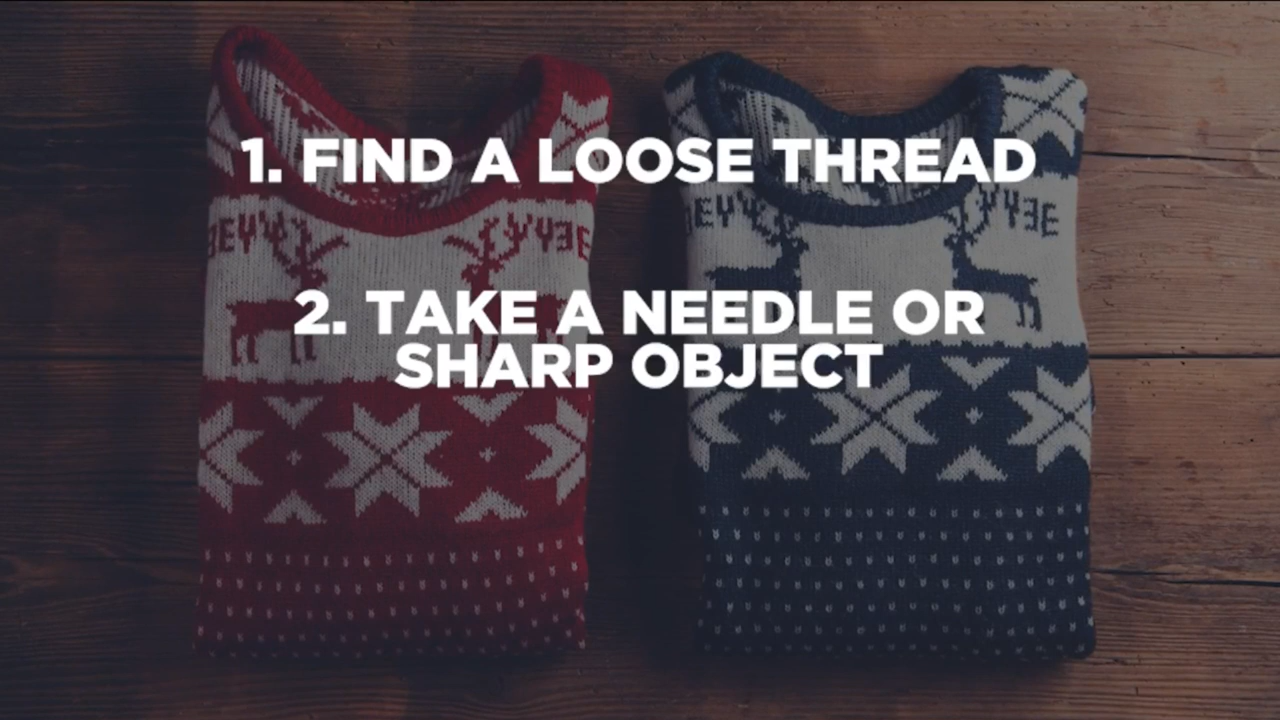 1. FIND A LOOSE THREAD
2. TAKE A NEEDLE OR
SHARP OBJECT